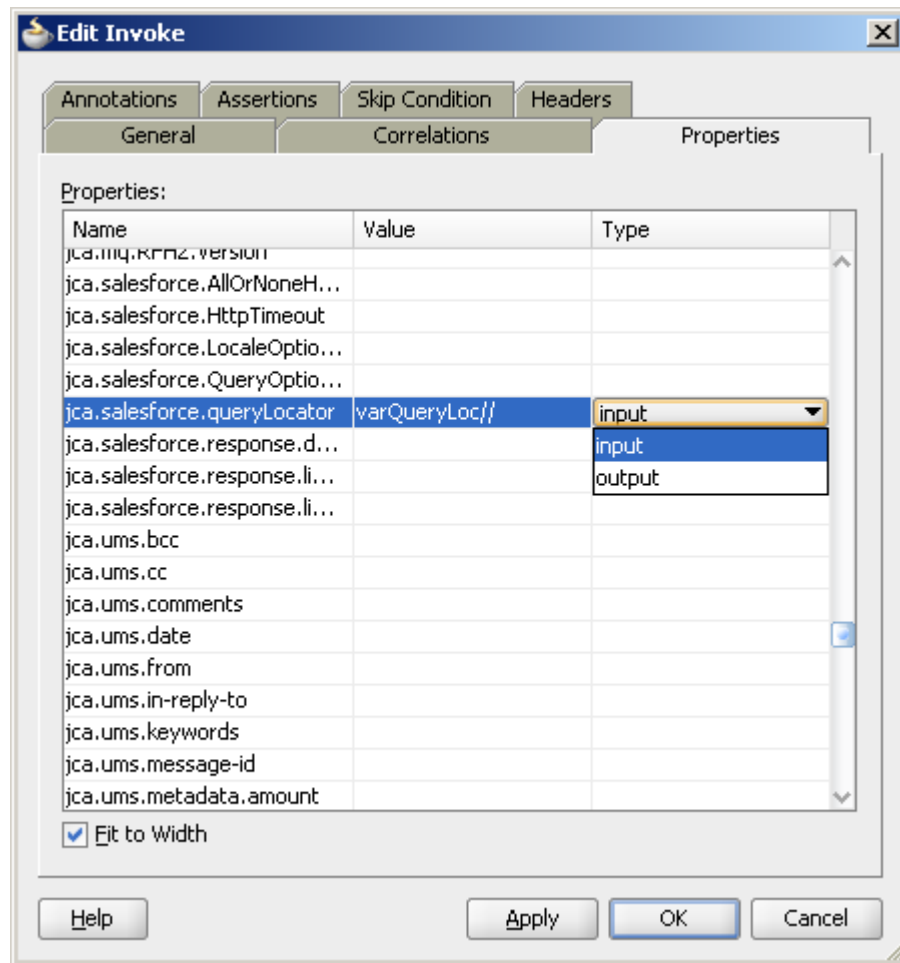 Edit Invoke
Annotations Assertions Skip Condition Headers
General Correlations Properties
Properties:
Name Value Type
jca.mq.RFH2.Version
jca.salesforce.AllOrNoneH...
jca.salesforce.HttpTimeout
jca.salesforce.LocaleOptio...
jca.salesforce.QueryOptio...
jca.salesforce.queryLocator varQueryLoc// input
jca.salesforce.response.d... input
jca.salesforce.response.li... output
jca.salesforce.response.li...
jca.ums.bcc
jca.ums.cc
jca.ums.comments
jca.ums.date
jca.ums.from
jca.ums.in-reply-to
jca.ums.keywords
jca.ums.message-id
jca.ums.metadata.amount
Fit to Width
Help Apply OK Cancel